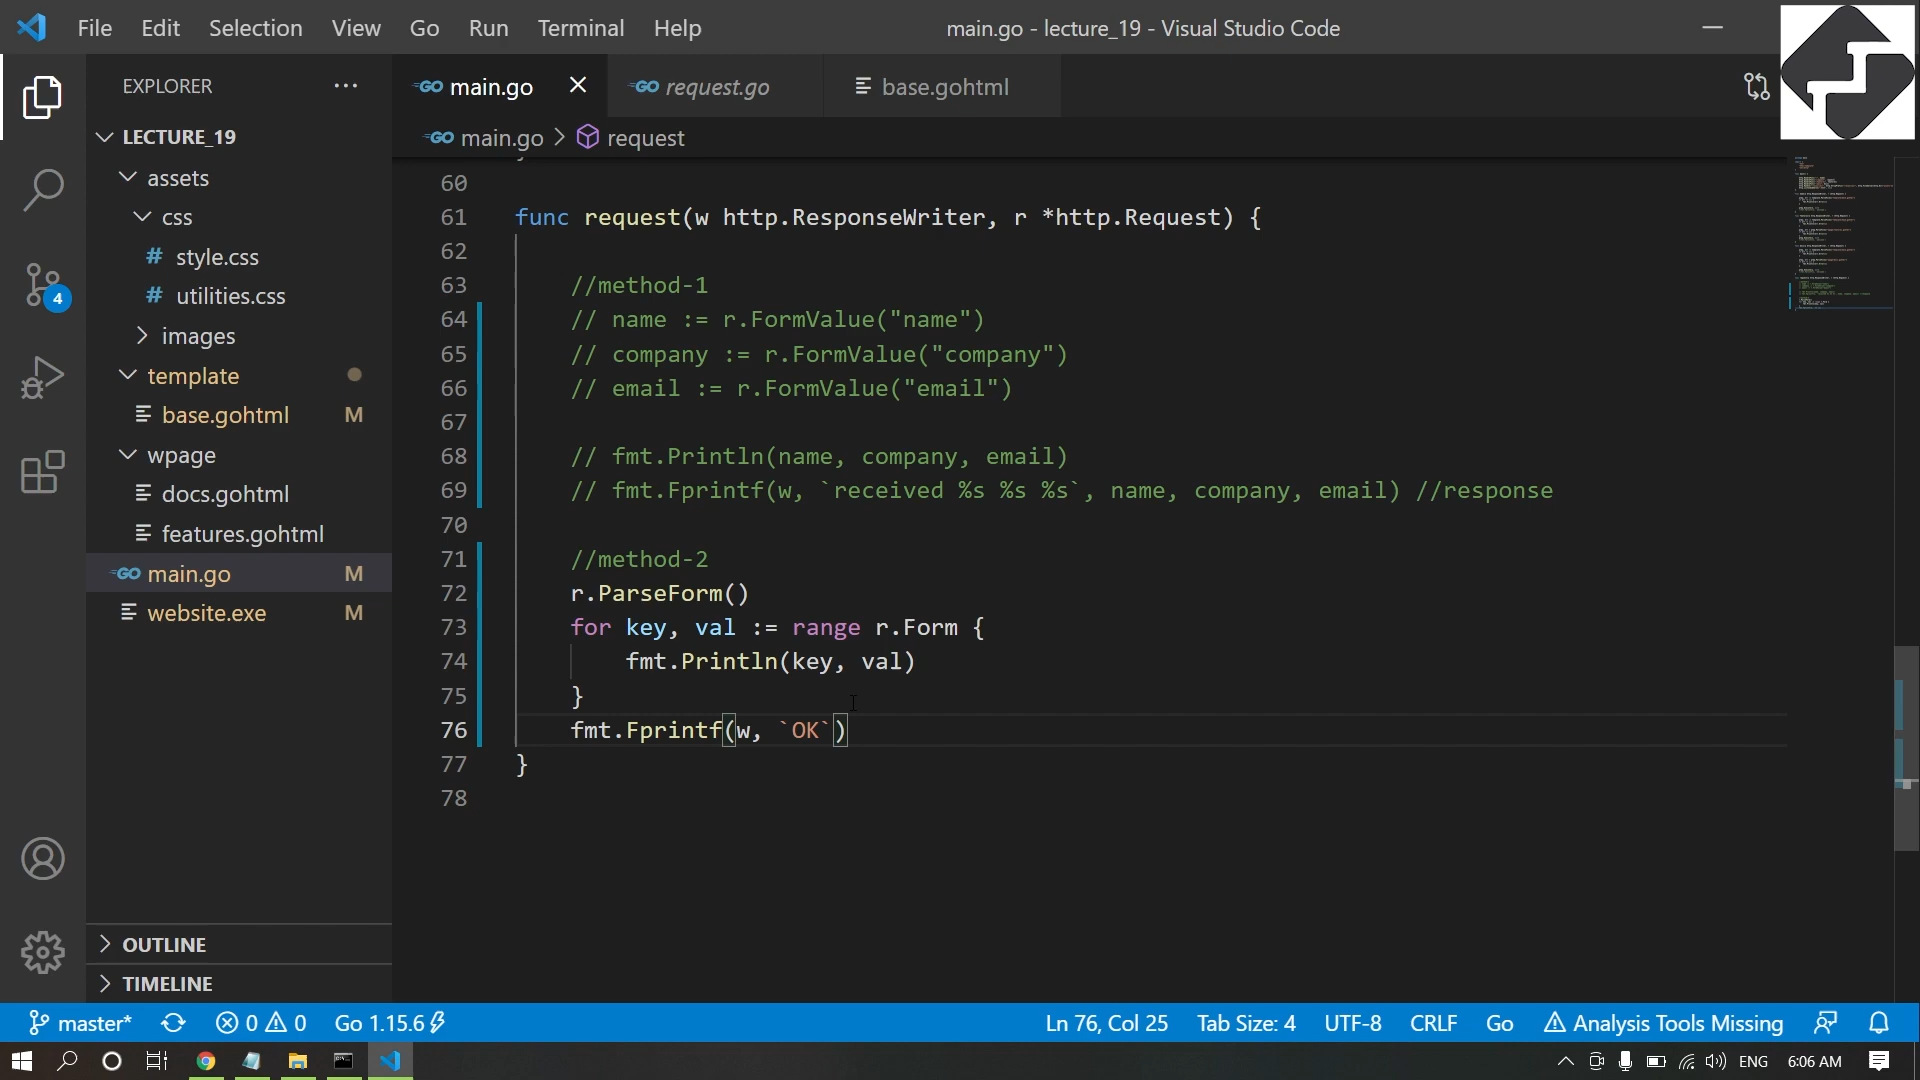 File Edit Selection View Go Run Terminal Help
main.go - lecture_19 - Visual Studio Code
EXPLORER
LECTURE_19
assets
css
# style.css
# utilities.css
images
template
base.gohtml M
wpage
docs.gohtml
features.gohtml
GO main.go M
website.exe M
OUTLINE
TIMELINE
4
GO main.go
GO request.go
base.gohtml
GO main.go > request
60
61 func request(w http.ResponseWriter, r *http.Request) {
62
63 //method-1
64 // name := r.FormValue("name")
65 // company := r.FormValue("company")
66 // email := r.FormValue("email")
67
68 // fmt.Println(name, company, email)
69 // fmt.Fprintf(w, `received %s %s %s`, name, company, email) //response
70
71 //method-2
72 r.ParseForm()
73 for key, val := range r.Form {
74 fmt.Println(key, val)
75 }
76 fmt.Fprintf(w, `OK`)
77 }
78
master* 0 0 Go 1.15.6
Ln 76, Col 25 Tab Size: 4 UTF-8 CRLF Go Analysis Tools Missing
ENG 6:06 AM